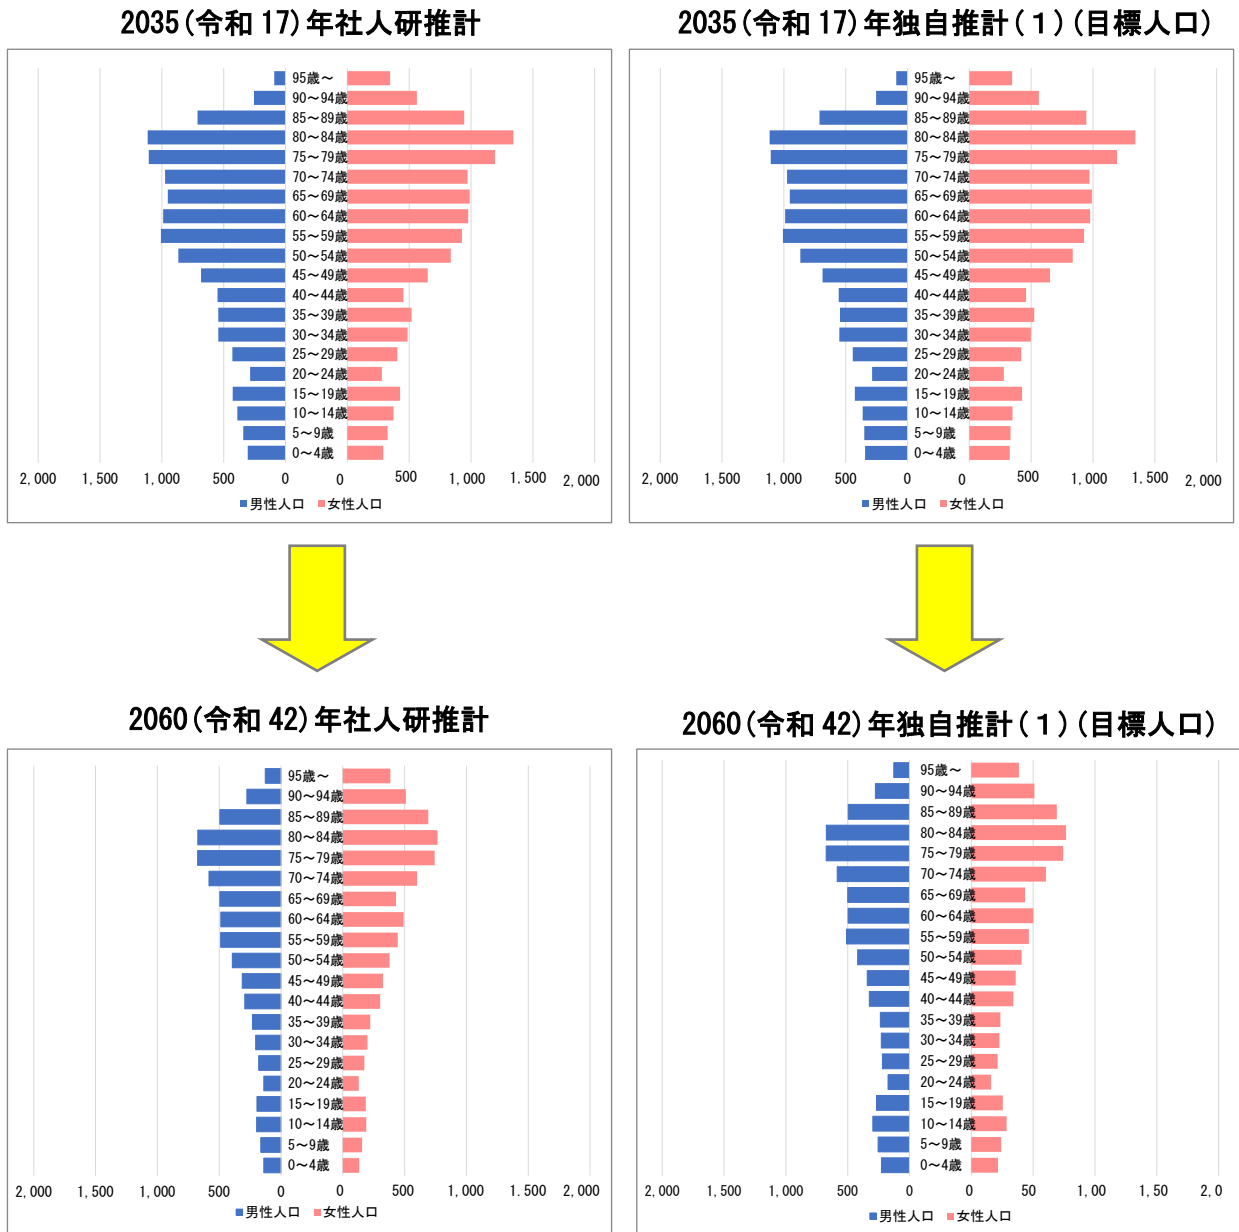 2035(令和 17)年社人研推計
95歳～
90～94歳
85～89歳
80～84歳
75～79歳
70～74歳
65～69歳
60～64歳
55～59歳
50～54歳
45～49歳
40～44歳
35～39歳
30～34歳
25～29歳
20～24歳
15～19歳
10～14歳
5～9歳
0～4歳
2,000 1,500 1,000 500 0 0 500 1,000 1,500 2,000
男性人口 女性人口
2035(令和 17)年独自推計(1)(目標人口)
95歳～
90～94歳
85～89歳
80～84歳
75～79歳
70～74歳
65～69歳
60～64歳
55～59歳
50～54歳
45～49歳
40～44歳
35～39歳
30～34歳
25～29歳
20～24歳
15～19歳
10～14歳
5～9歳
0～4歳
2,000 1,500 1,000 500 0 0 500 1,000 1,500 2,000
男性人口 女性人口
2060(令和 42)年社人研推計
95歳～
90～94歳
85～89歳
80～84歳
75～79歳
70～74歳
65～69歳
60～64歳
55～59歳
50～54歳
45～49歳
40～44歳
35～39歳
30～34歳
25～29歳
20～24歳
15～19歳
10～14歳
5～9歳
0～4歳
2,000 1,500 1,000 500 0 0 500 1,000 1,500 2,000
男性人口 女性人口
2060(令和 42)年独自推計(1)(目標人口)
95歳～
90～94歳
85～89歳
80～84歳
75～79歳
70～74歳
65～69歳
60～64歳
55～59歳
50～54歳
45～49歳
40～44歳
35～39歳
30～34歳
25～29歳
20～24歳
15～19歳
10～14歳
5～9歳
0～4歳
2,000 1,500 1,000 500 0 0 50 1,00 1,50 2,0
男性人口 女性人口